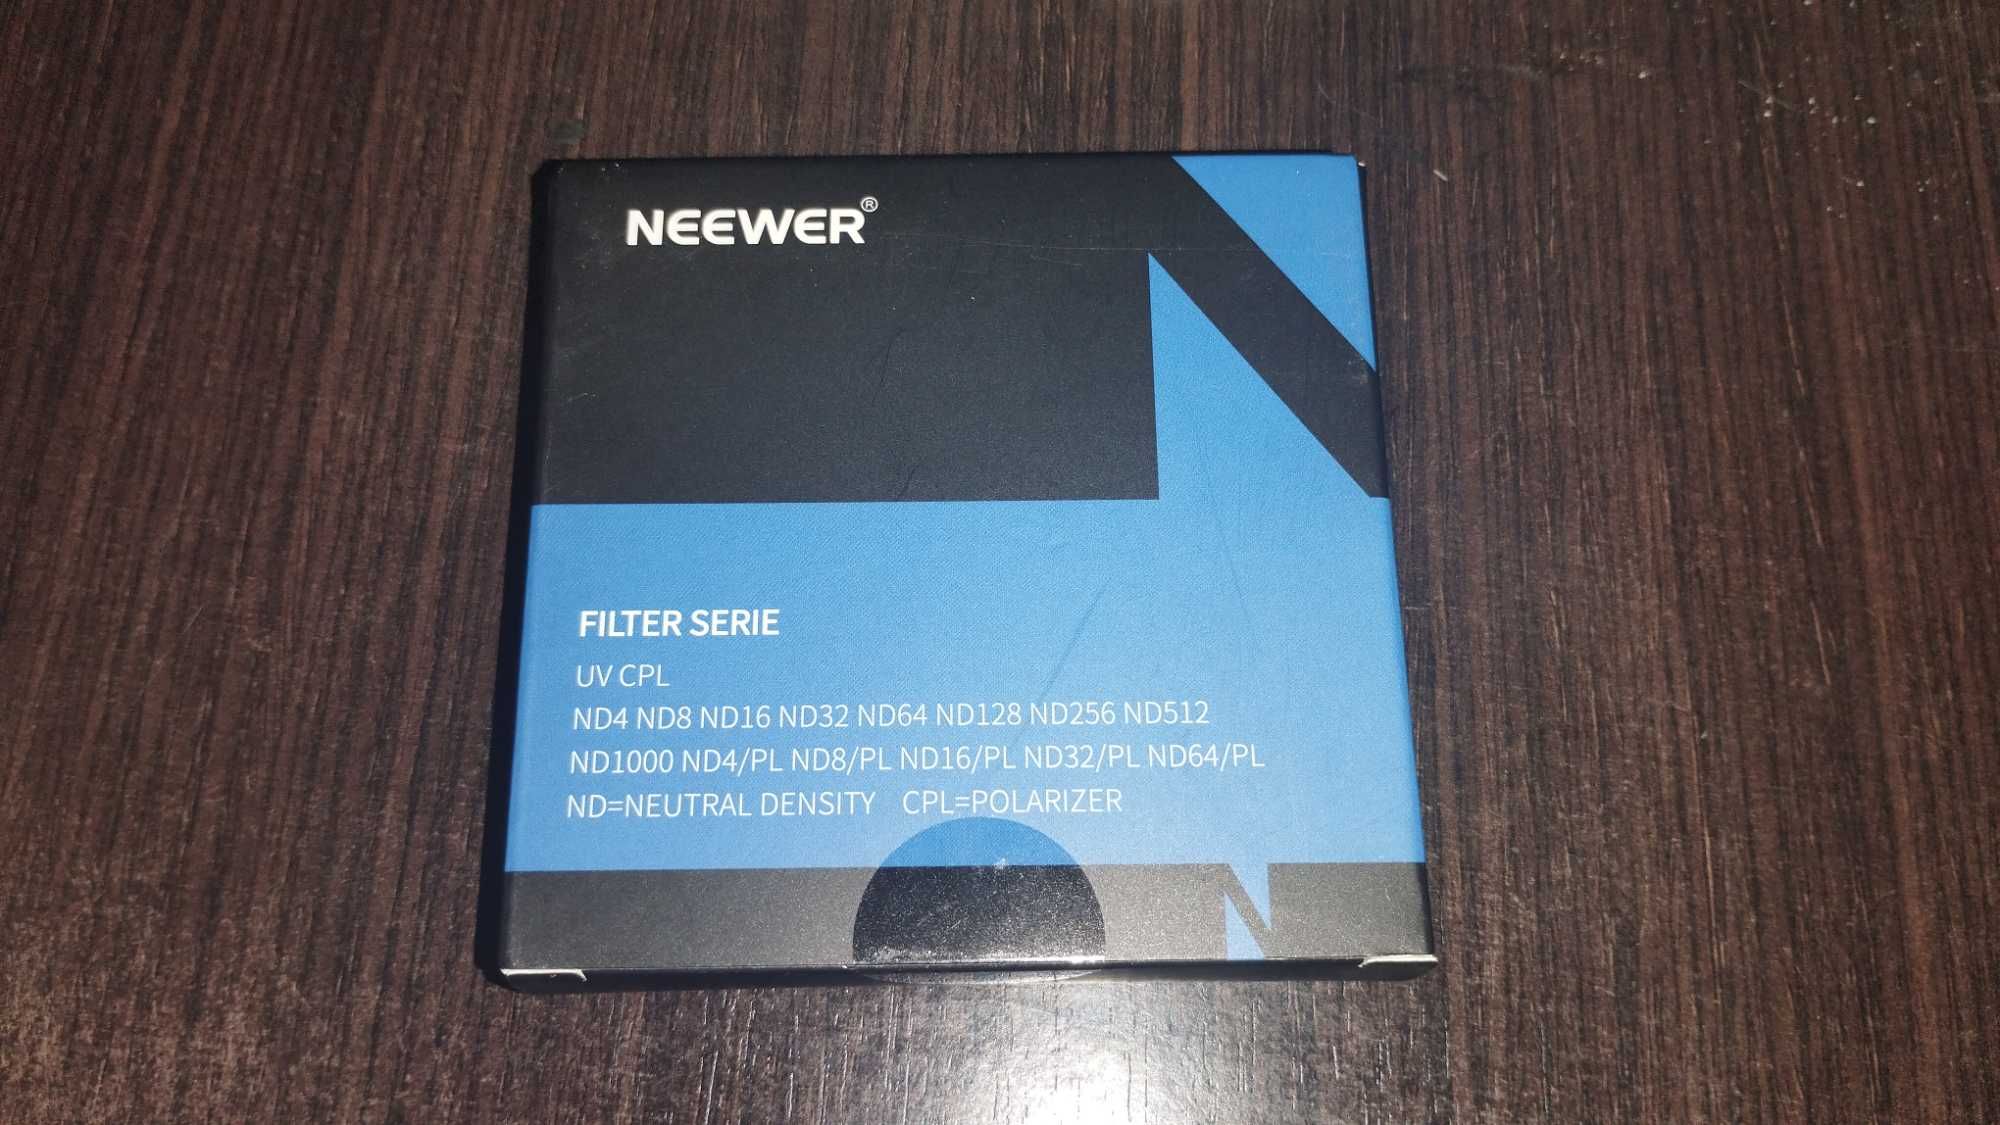 NEEWER®
FILTER SERIE
UV CPL
ND4 ND8 ND16 ND32 ND64 ND128 ND256 ND512
ND1000 ND4/PL ND8/PL ND16/PL ND32/PL ND64/PL
ND=NEUTRAL DENSITY CPL=POLARIZER